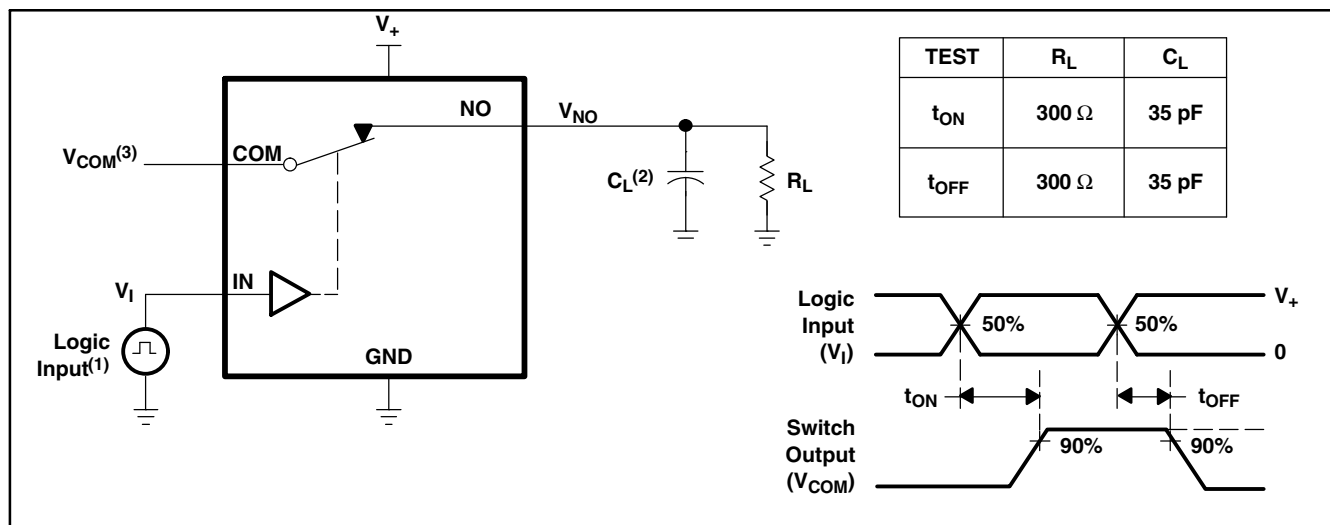 V+
NO
VNO
VCOM(3)
COM
CL(2)
RL
VI
IN
Logic
Input(1)
GND
TEST RL CL
tON 300 Ω 35 pF
tOFF 300 Ω 35 pF
Logic
Input
(VI)
50%
50%
V+
0
tON
tOFF
Switch
Output
(VCOM)
90%
90%